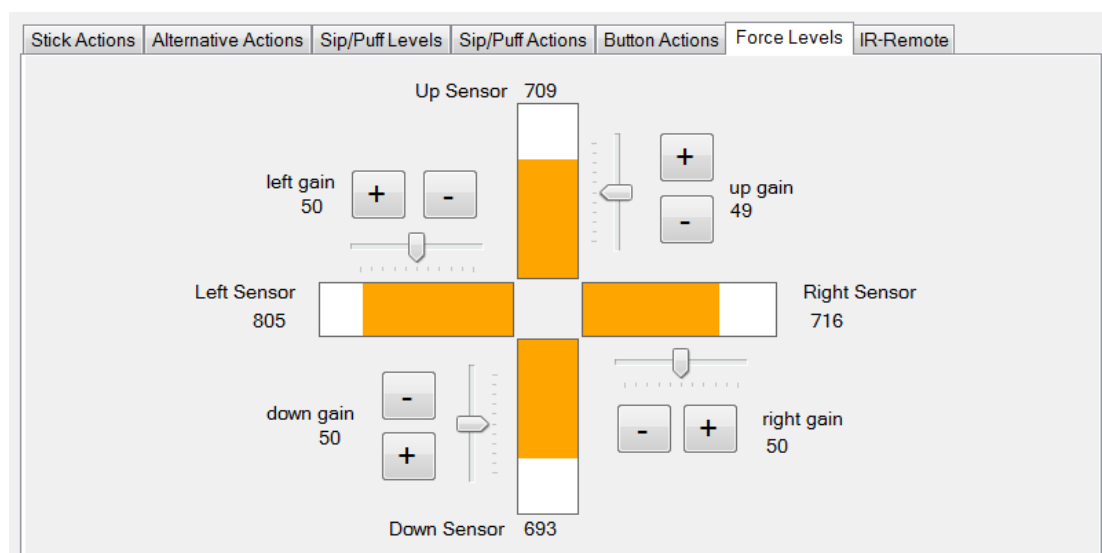 Stick Actions Alternative Actions Sip/Puff Levels Sip/Puff Actions Button Actions Force Levels IR-Remote
Up Sensor 709
left gain
50
+ -
+
-
up gain
49
Left Sensor
805
Right Sensor
716
down gain
50
-
+
- +
right gain
50
Down Sensor 693